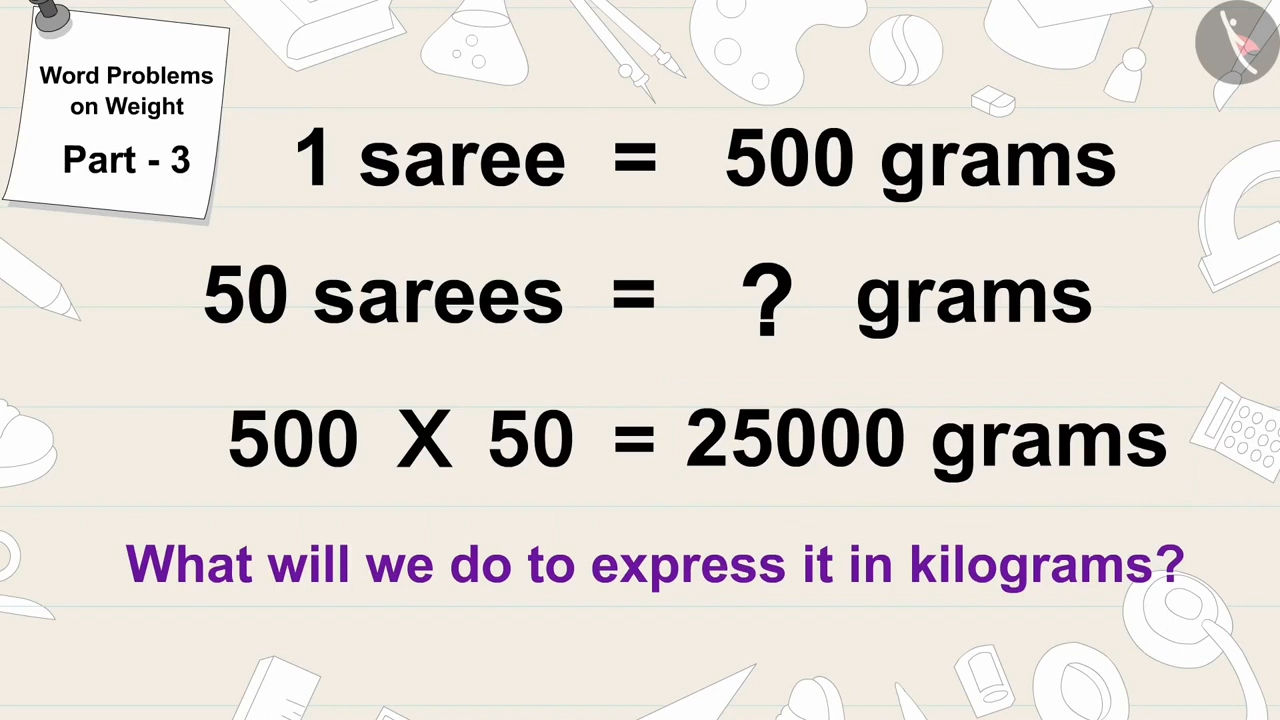 Word Problems
on Weight
Part - 3
1 saree = 500 grams
50 sarees = ? grams
500 X 50 = 25000 grams
What will we do to express it in kilograms?